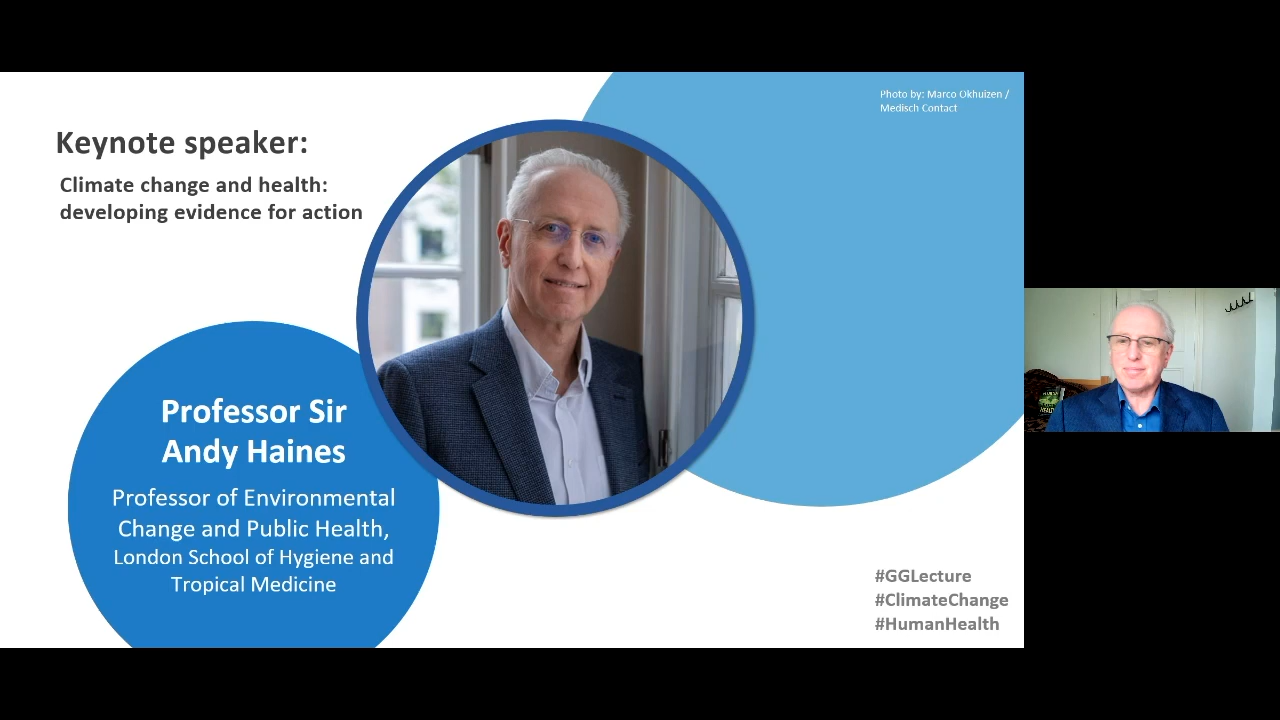 Photo by: Marco Okhuizen /
Medisch Contact
Keynote speaker:
Climate change and health:
developing evidence for action
Professor Sir
Andy Haines
Professor of Environmental
Change and Public Health,
London School of Hygiene and
Tropical Medicine
#GGLecture
#ClimateChange
#HumanHealth